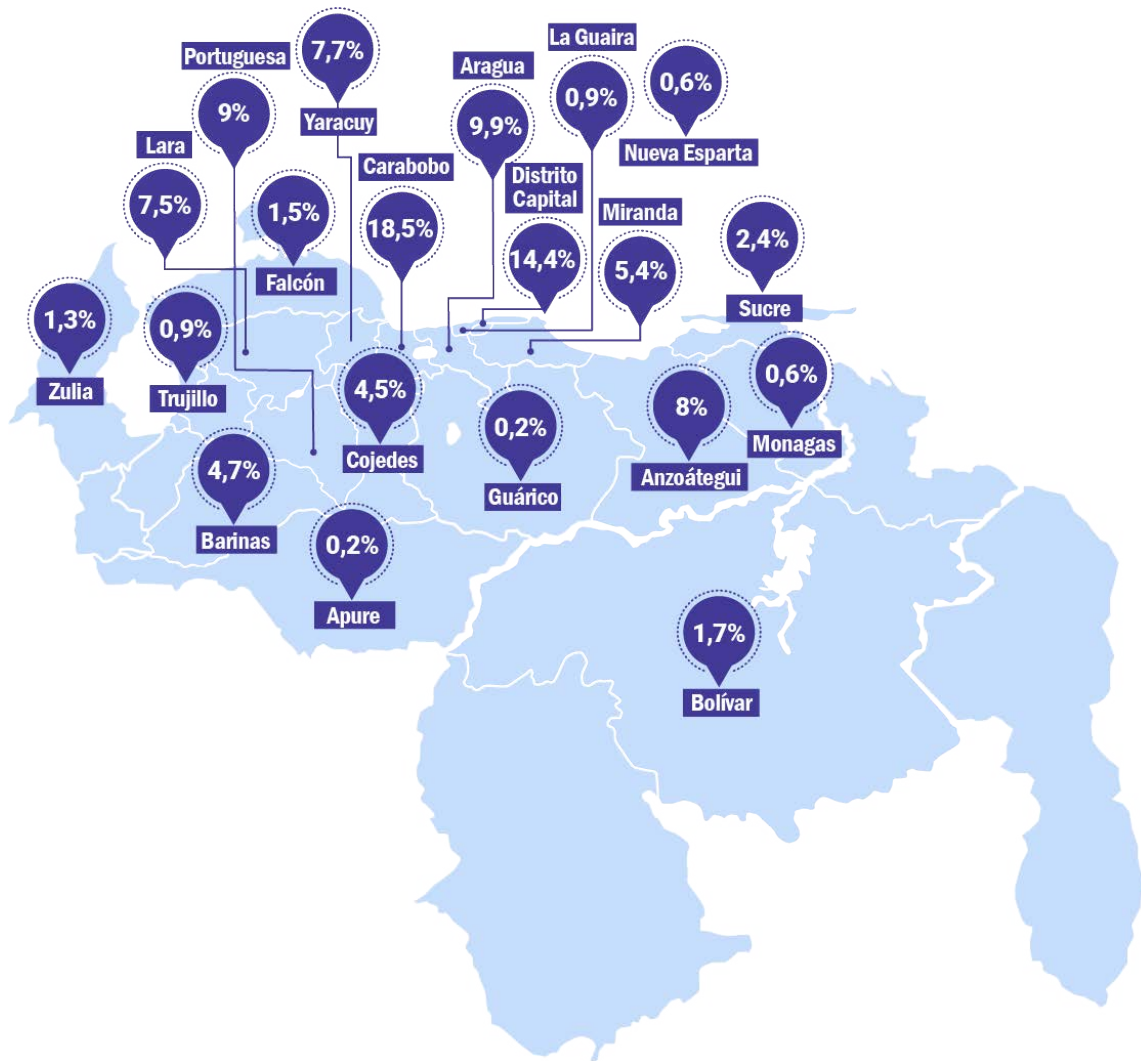 Portuguesa
9%
7,7%
Yaracuy
Aragua
9,9%
La Guaira
0,9%
0,6%
Nueva Esparta
Lara
7,5%
1,5%
Falcón
Carabobo
18,5%
Distrito
Capital
14,4%
Miranda
5,4%
2,4%
Sucre
1,3%
Zulia
0,9%
Trujillo
4,5%
Cojedes
0,2%
Guárico
8%
Anzoátegui
0,6%
Monagas
4,7%
Barinas
0,2%
Apure
1,7%
Bolívar